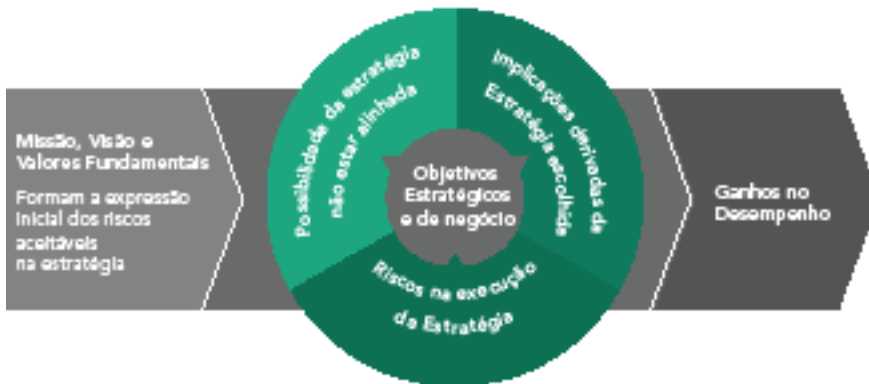 Missão, Visão e
Valores Fundamentais
Formam a expressão
inicial dos riscos
aceitáveis
na estratégia
Possibilidade da estratégia
não estar alinhada
Implicações derivadas de
Estratégia escolhida
Objetivos
Estratégicos
e de negócio
Riscos na execução
da Estratégia
Ganhos no
Desempenho